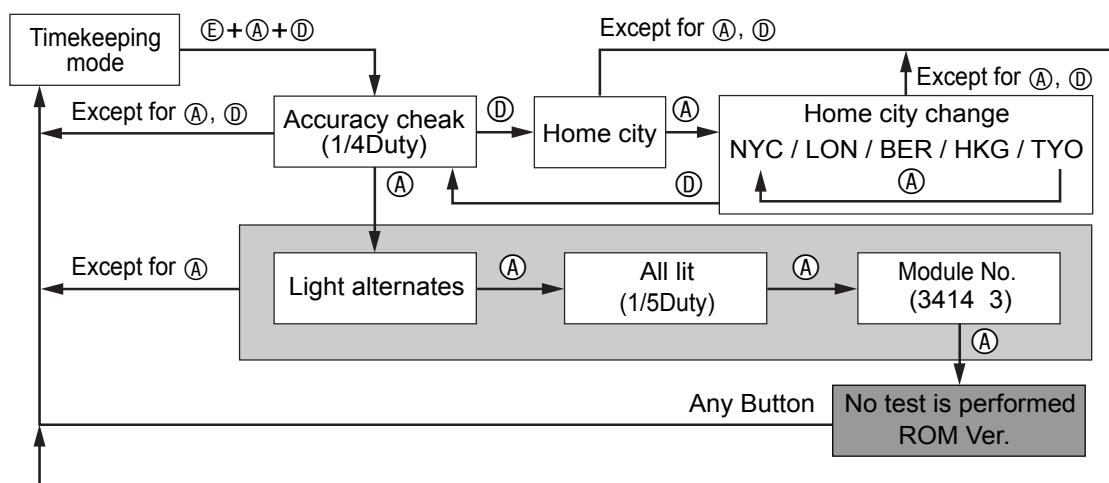 Timekeeping
mode
Ⓔ+Ⓐ+Ⓓ
Except for Ⓐ, Ⓓ
Except for Ⓐ, Ⓓ
Except for Ⓐ, Ⓓ
Accuracy cheak
(1/4Duty)
Ⓓ
Home city
Ⓐ
Home city change
NYC / LON / BER / HKG / TYO
Ⓐ
Ⓓ
Ⓐ
Except for Ⓐ
Light alternates
Ⓐ
All lit
(1/5Duty)
Ⓐ
Module No.
(3414 3)
Ⓐ
Any Button
No test is performed
ROM Ver.